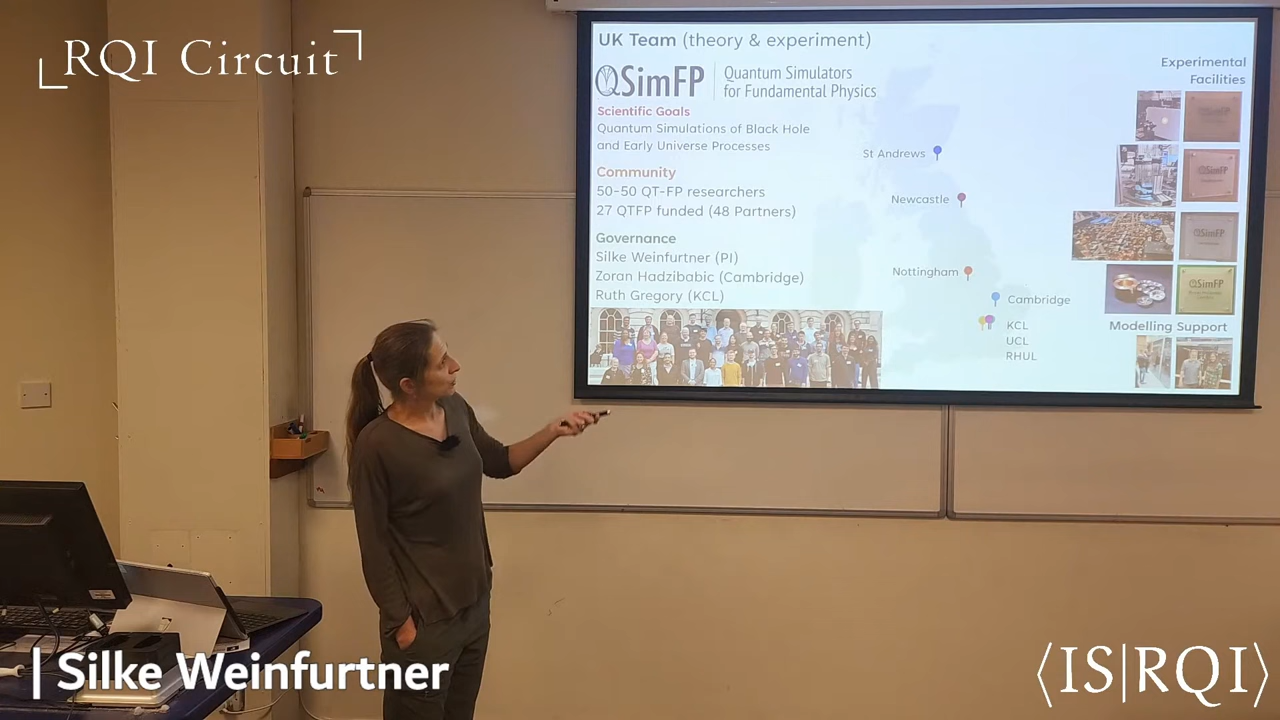 RQI Circuit
UK Team (theory & experiment)
QSimFP
Quantum Simulators
for Fundamental Physics
Scientific Goals
Quantum Simulations of Black Hole
and Early Universe Processes
Community
50-50 QT-FP researchers
27 QTFP funded (48 Partners)
Governance
Silke Weinfurtner (PI)
Zoran Hadzibabic (Cambridge)
Ruth Gregory (KCL)
St Andrews
Newcastle
Nottingham
Cambridge
KCL
UCL
RHUL
Experimental
Facilities
QSimFP
QSimFP
QSimFP
Modelling Support
Silke Weinfurtner
⟨IS|RQI⟩